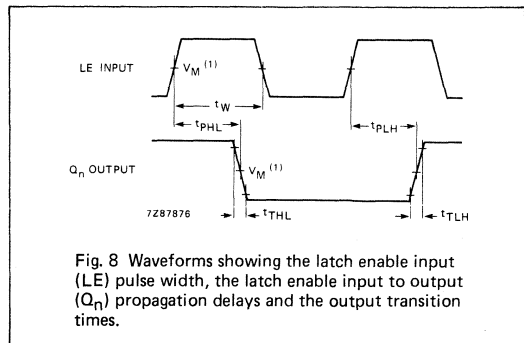 LE INPUT
VM (1)
tW
tPHL
tPLH
Qn OUTPUT
VM (1)
7Z87876
tTHL
tTLH
Fig. 8 Waveforms showing the latch enable input
(LE) pulse width, the latch enable input to output
(Qn) propagation delays and the output transition
times.